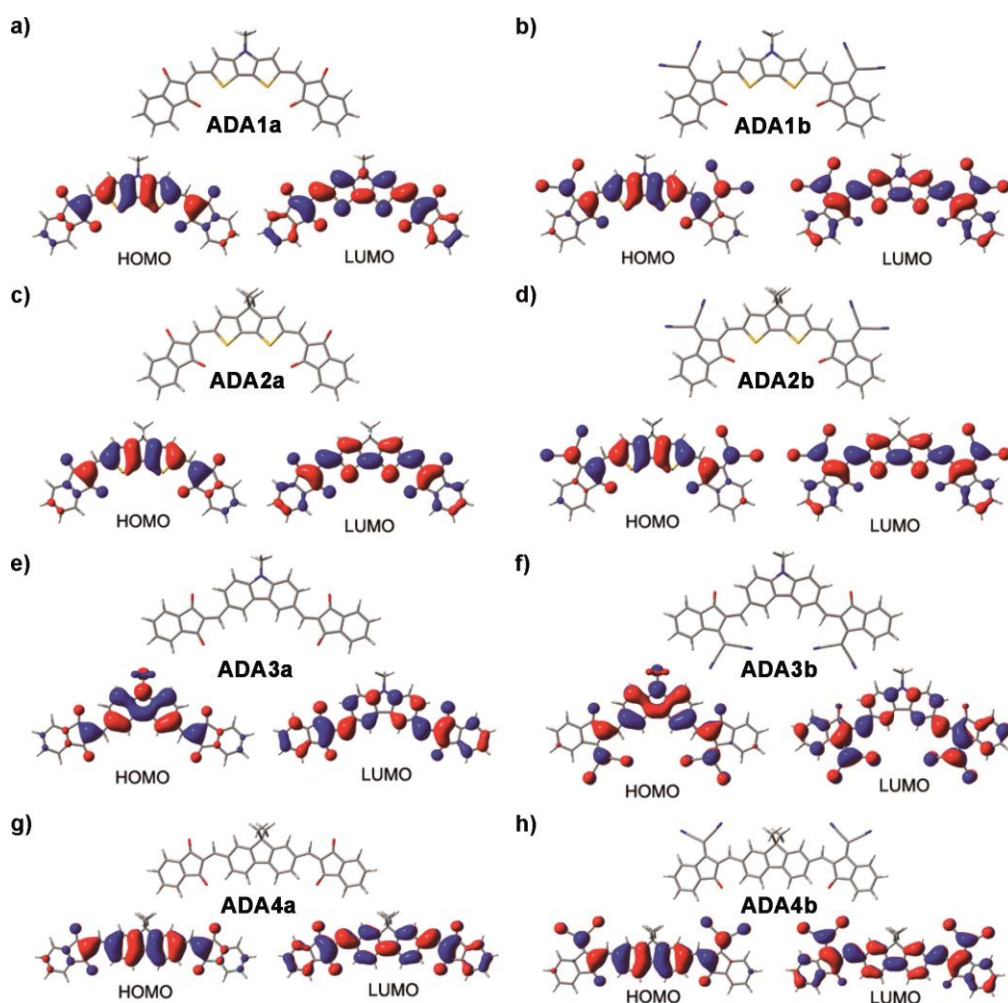 a)
ADA1a
HOMO
LUMO
b)
ADA1b
HOMO
LUMO
c)
ADA2a
HOMO
LUMO
d)
ADA2b
HOMO
LUMO
e)
ADA3a
HOMO
LUMO
f)
ADA3b
HOMO
LUMO
g)
ADA4a
HOMO
LUMO
h)
ADA4b
HOMO
LUMO